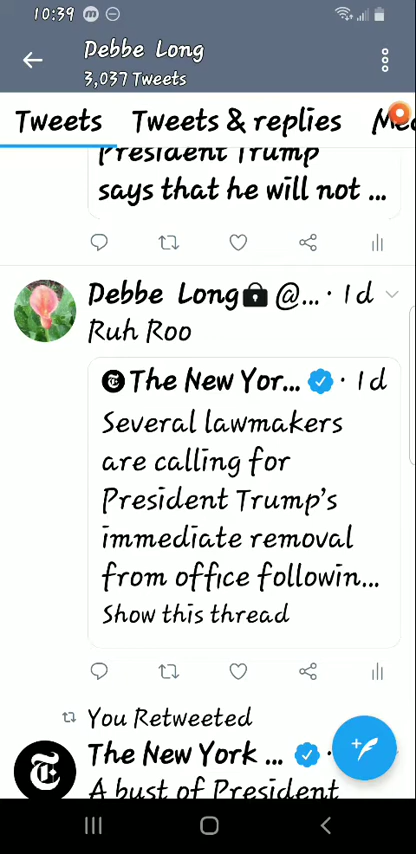 10:39
Debbe Long
3,037 Tweets
Tweets Tweets & replies
President Trump
says that he will not ...
Debbe Long @... · 1d
Ruh Roo
The New Yor... · 1d
Several lawmakers
are calling for
President Trump's
immediate removal
from office followin...
Show this thread
You Retweeted
The New York ... ·
A bust of President